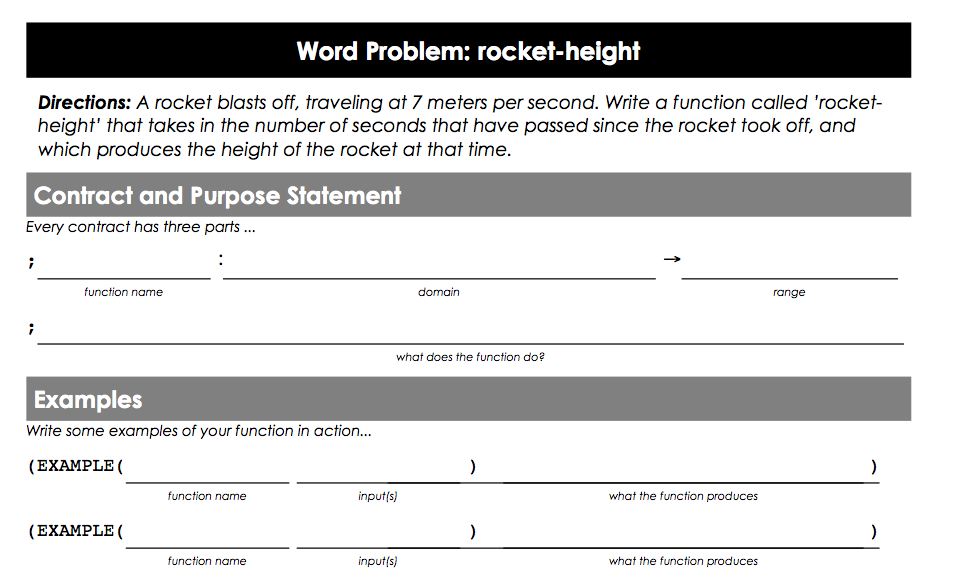 Word Problem: rocket-height
Directions: A rocket blasts off, traveling at 7 meters per second. Write a function called 'rocket-
height' that takes in the number of seconds that have passed since the rocket took off, and
which produces the height of the rocket at that time.
Contract and Purpose Statement
Every contract has three parts ...
; : →
function name domain range
;
what does the function do?
Examples
Write some examples of your function in action...
(EXAMPLE( ) )
function name input(s) what the function produces
(EXAMPLE( ) )
function name input(s) what the function produces